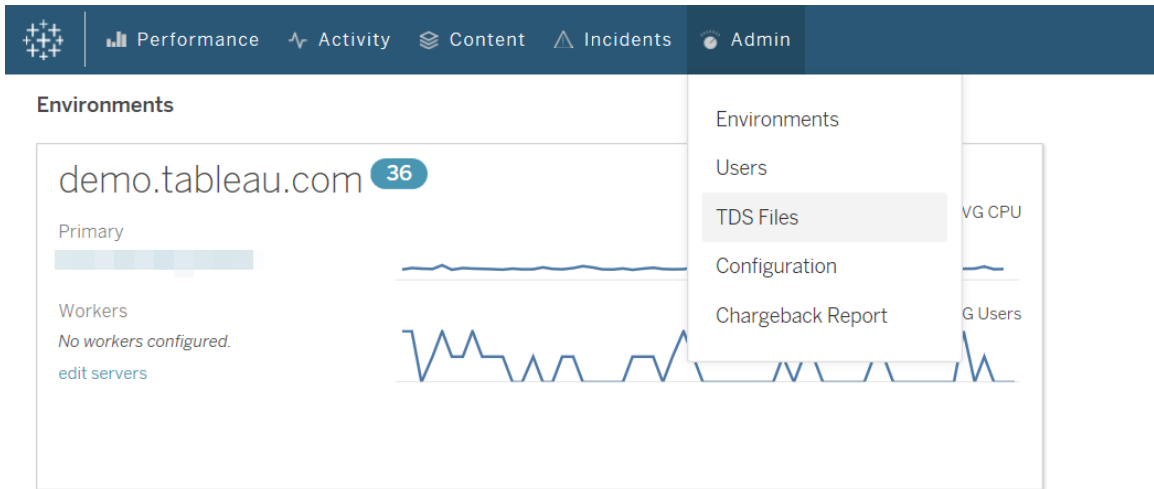 Performance Activity Content Incidents Admin
Environments
demo.tableau.com 36
Primary
Workers
No workers configured.
edit servers
Environments
Users
TDS Files
Configuration
Chargeback Report
VG CPU
G Users